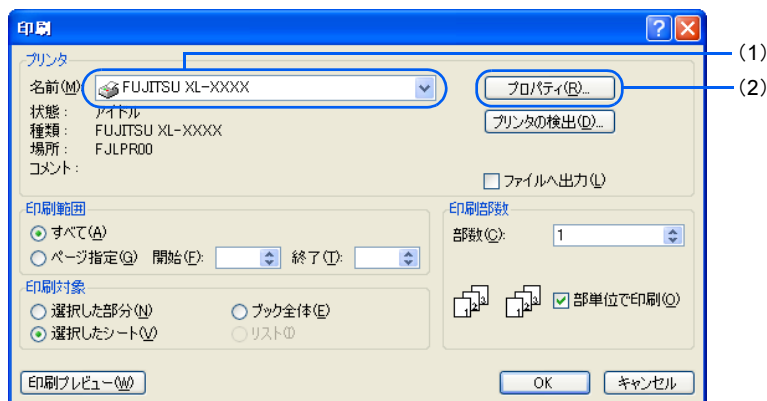 印刷
プリンタ
名前(M) FUJITSU XL-XXXX
プロパティ(R)...
(1)
(2)
状態: アイドル
種類: FUJITSU XL-XXXX
場所: FJLPR00
コメント:
プリンタの検出(D)...
ファイルへ出力(L)
印刷範囲
すべて(A)
ページ指定(G) 開始(F): 終了(T):
印刷部数
部数(C): 1
1 2 3 1 2 3 部単位で印刷(O)
印刷対象
選択した部分(N) ブック全体(E)
選択したシート(V) リスト(I)
印刷プレビュー(W) OK キャンセル